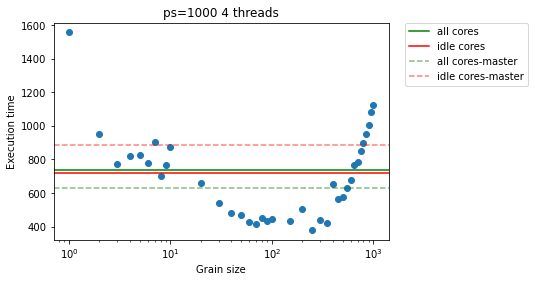 ps=1000 4 threads
1600
1400
1200
1000
800
600
400
Execution time
10^0
10^1
10^2
10^3
Grain size
all cores
idle cores
all cores-master
idle cores-master